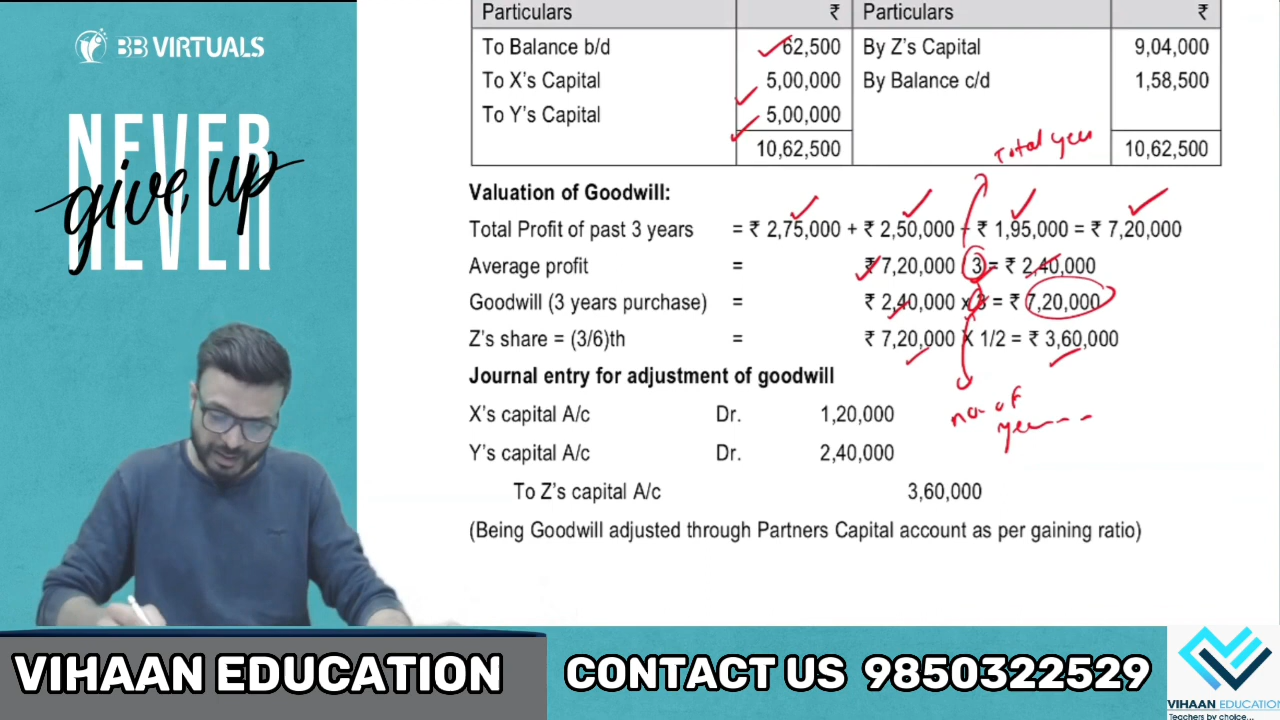 BB VIRTUALS
NEVER
give up
NEVER
Particulars ₹ Particulars ₹
To Balance b/d 62,500 By Z's Capital 9,04,000
To X's Capital 5,00,000 By Balance c/d 1,58,500
To Y's Capital 5,00,000
10,62,500 10,62,500
Total year
Valuation of Goodwill:
Total Profit of past 3 years = ₹ 2,75,000 + ₹ 2,50,000 + ₹ 1,95,000 = ₹ 7,20,000
Average profit = ₹ 7,20,000 3 = ₹ 2,40,000
Goodwill (3 years purchase) = ₹ 2,40,000 x 3 = ₹ 7,20,000
Z's share = (3/6)th = ₹ 7,20,000 X 1/2 = ₹ 3,60,000
Journal entry for adjustment of goodwill
X's capital A/c Dr. 1,20,000
no. of
Y's capital A/c Dr. 2,40,000
To Z's capital A/c 3,60,000
(Being Goodwill adjusted through Partners Capital account as per gaining ratio)
VIHAAN EDUCATION
CONTACT US 9850322529
VIHAAN EDUCATION
Teachers by choice...